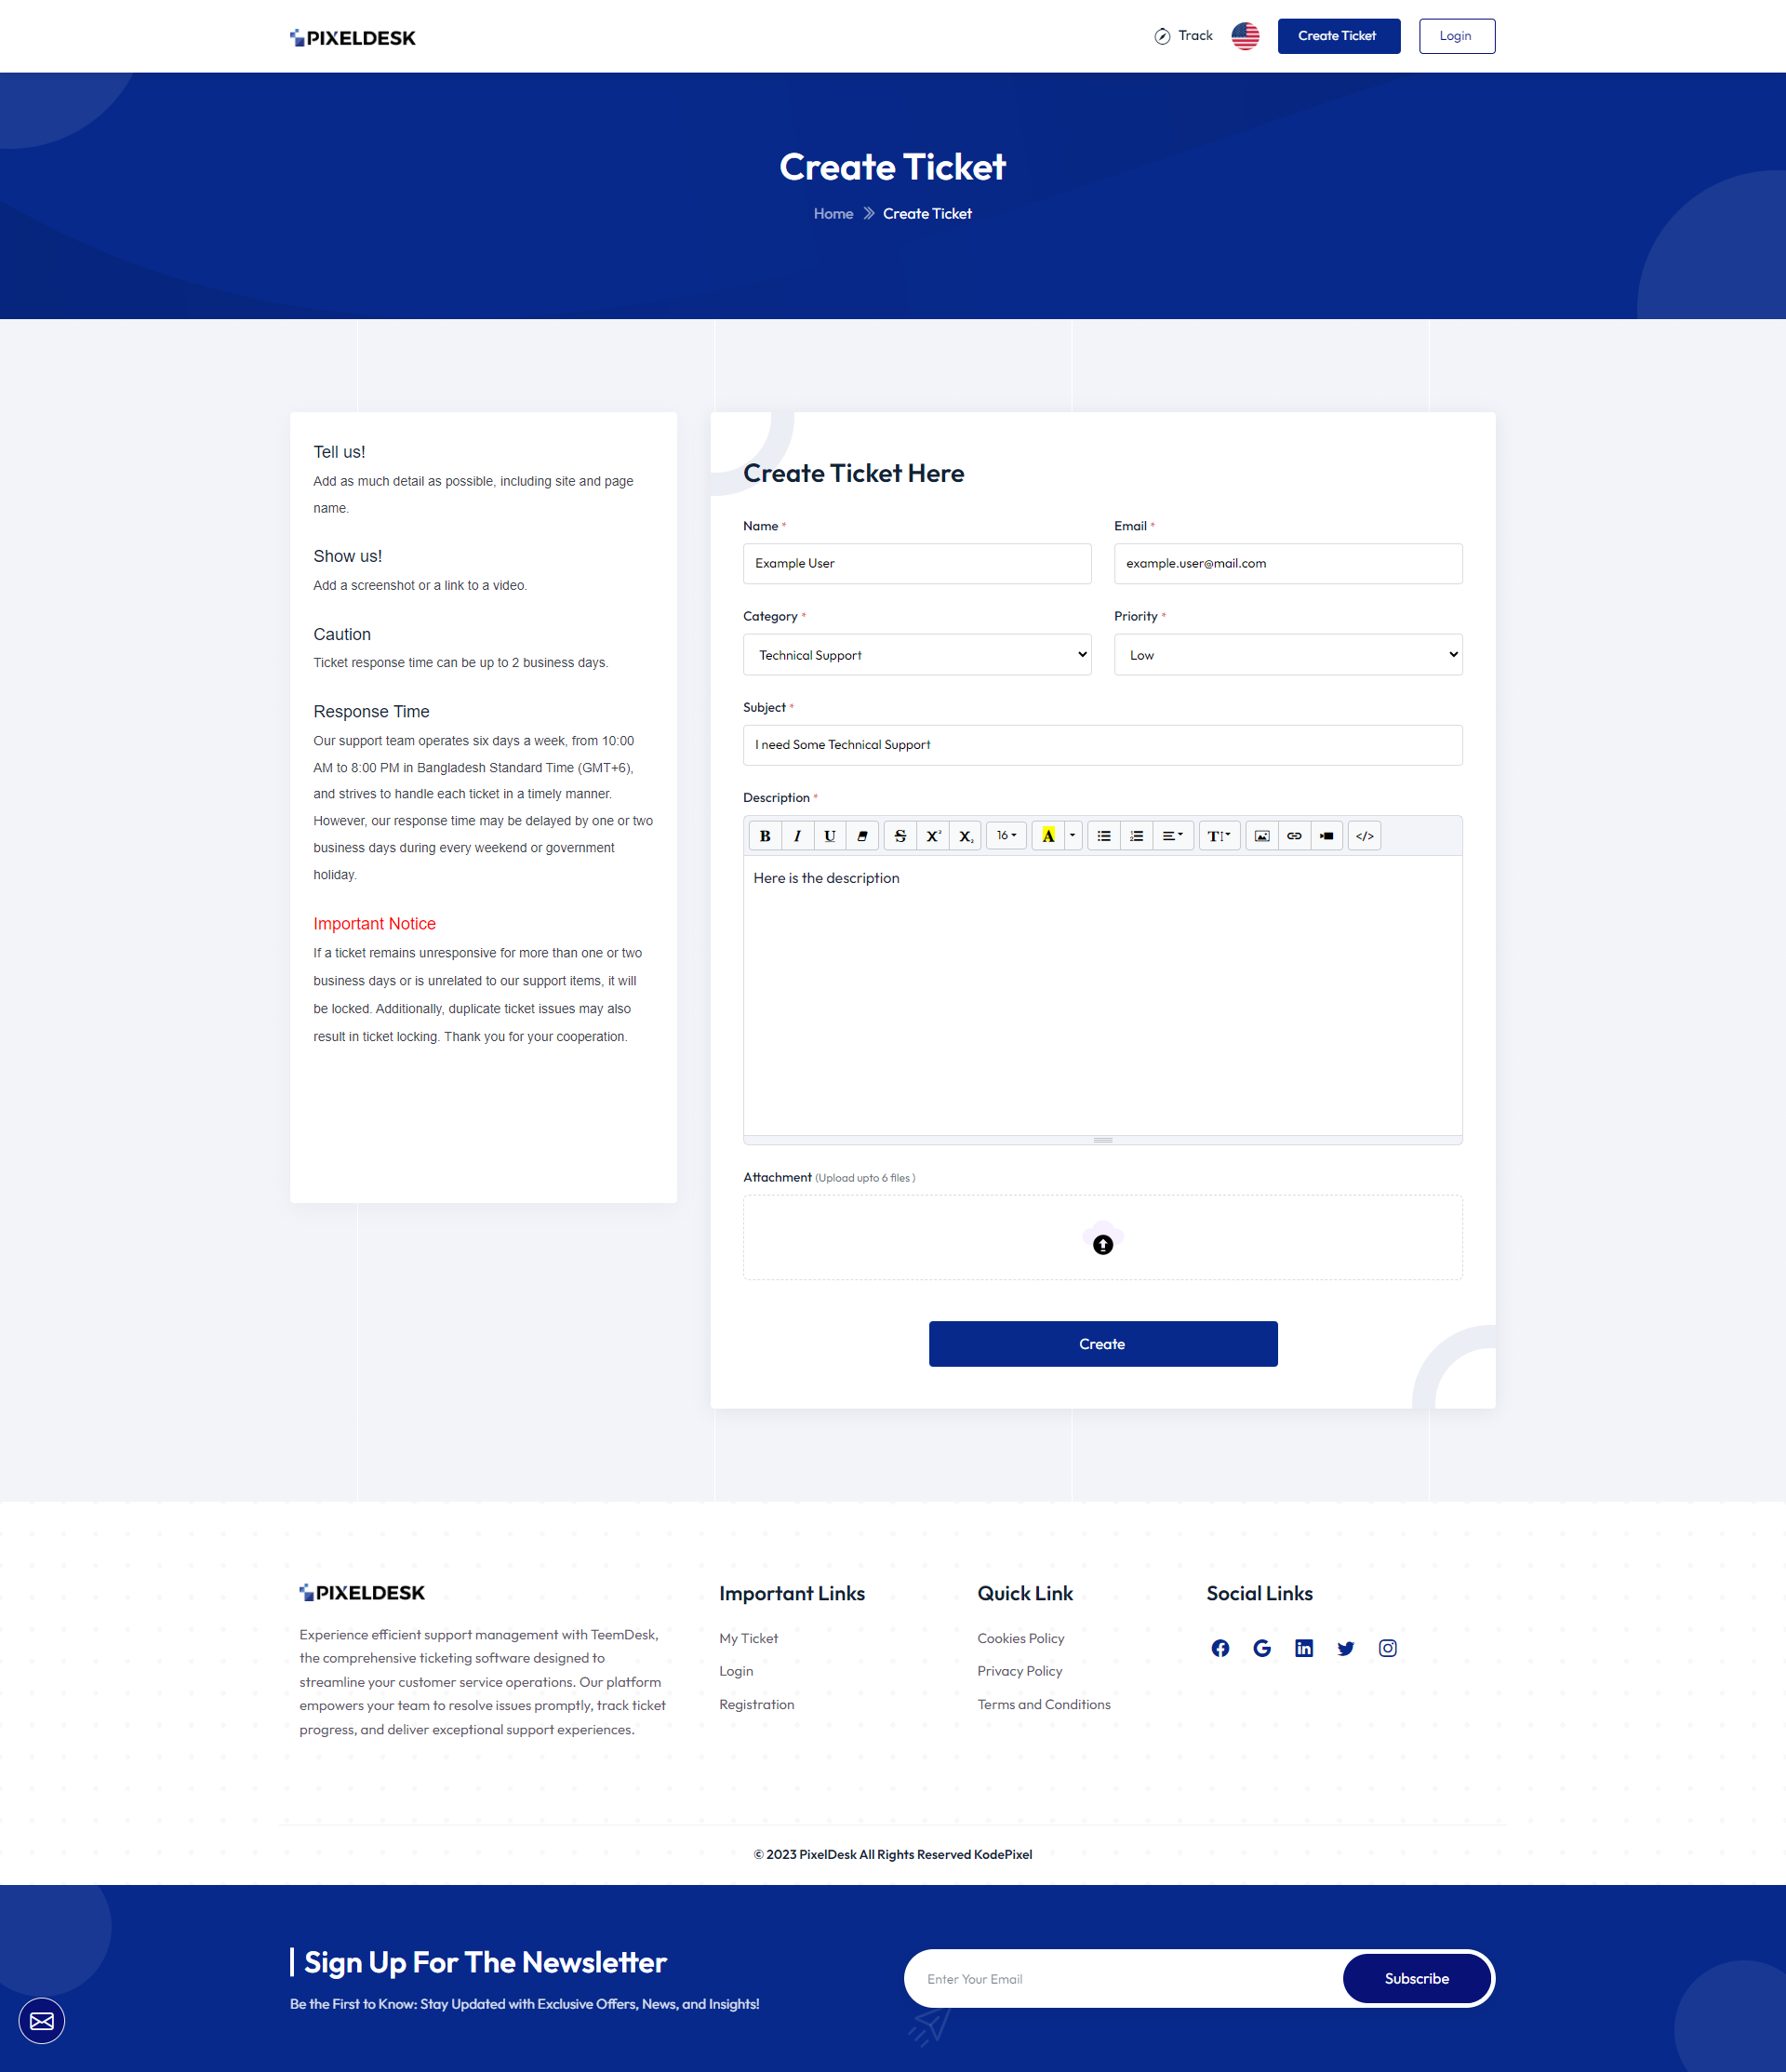 PIXELDESK
Track
Create Ticket
Login
Create Ticket
Home
Create Ticket
Tell us!
Add as much detail as possible, including site and page
name.
Show us!
Add a screenshot or a link to a video.
Caution
Ticket response time can be up to 2 business days.
Response Time
Our support team operates six days a week, from 10:00
AM to 8:00 PM in Bangladesh Standard Time (GMT+6),
and strives to handle each ticket in a timely manner.
However, our response time may be delayed by one or two
business days during every weekend or government
holiday.
Important Notice
If a ticket remains unresponsive for more than one or two
business days or is unrelated to our support items, it will
be locked. Additionally, duplicate ticket issues may also
result in ticket locking. Thank you for your cooperation.
Create Ticket Here
Name *
Email *
Example User
example.user@mail.com
Category *
Priority *
Technical Support
Low
Subject *
I need Some Technical Support
Description *
B I U S X² X₂ 16 A T </>
Here is the description
Attachment (Upload upto 6 files )
Create
PIXELDESK
Experience efficient support management with TeemDesk,
the comprehensive ticketing software designed to
streamline your customer service operations. Our platform
empowers your team to resolve issues promptly, track ticket
progress, and deliver exceptional support experiences.
Important Links
My Ticket
Login
Registration
Quick Link
Cookies Policy
Privacy Policy
Terms and Conditions
Social Links
© 2023 PixelDesk All Rights Reserved KodePixel
Sign Up For The Newsletter
Be the First to Know: Stay Updated with Exclusive Offers, News, and Insights!
Enter Your Email
Subscribe